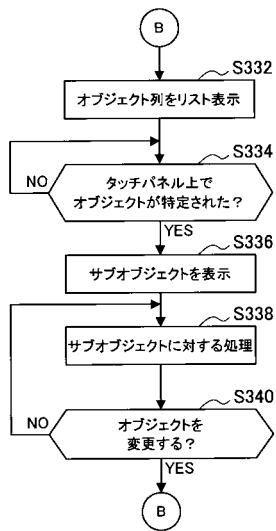 B
S332
オブジェクト列をリスト表示
S334
タッチパネル上で
オブジェクトが特定された？
NO
YES
S336
サブオブジェクトを表示
S338
サブオブジェクトに対する処理
S340
オブジェクトを
変更する？
NO
YES
B